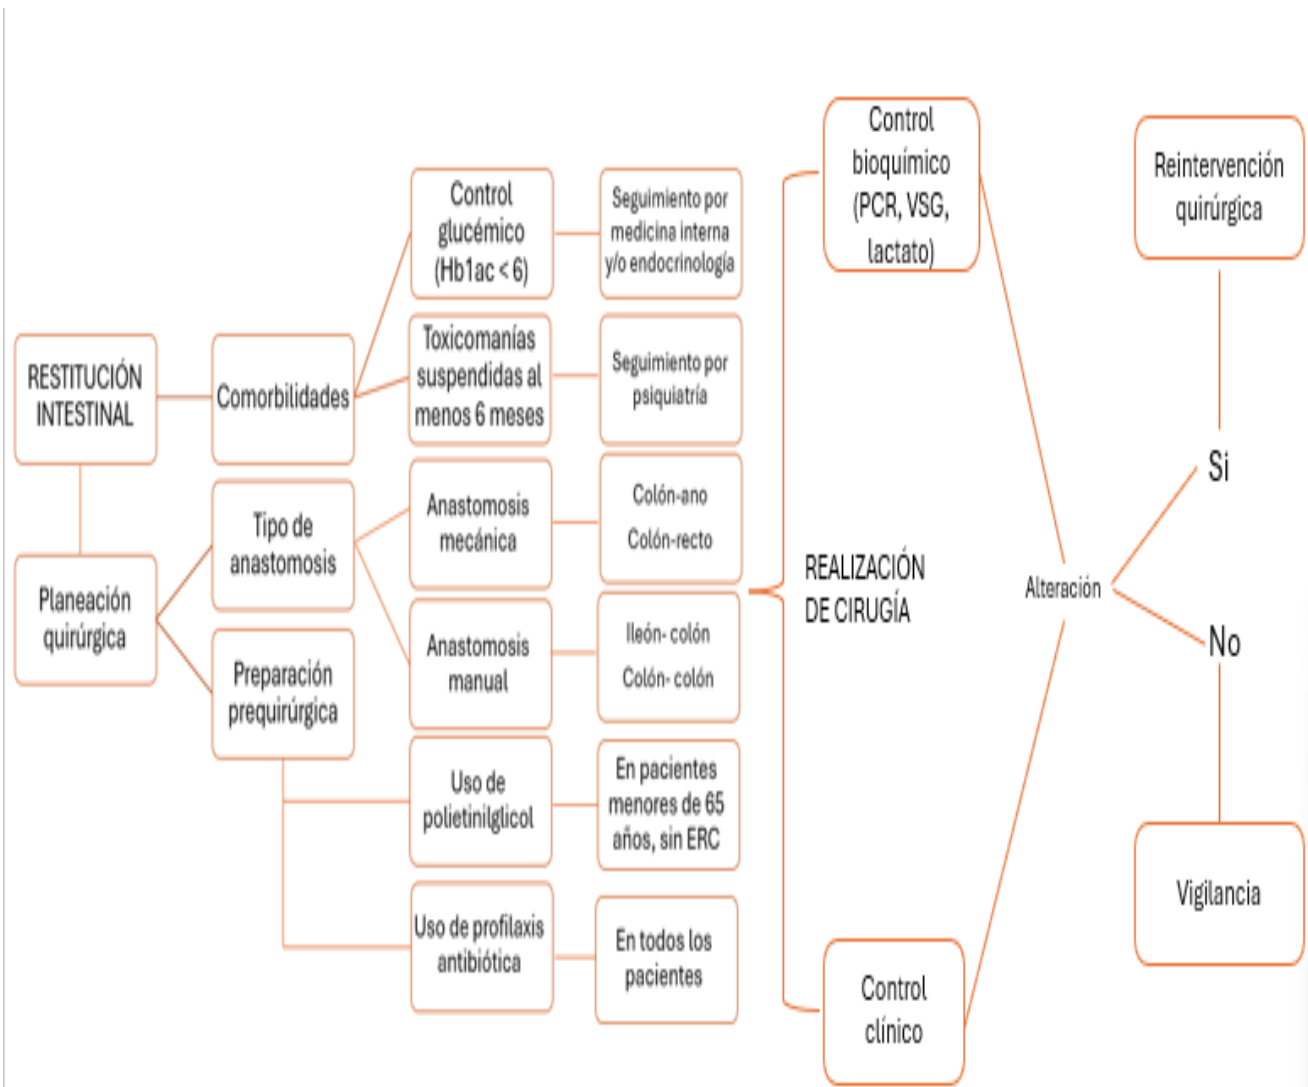 RESTITUCIÓN
INTESTINAL
Planeación
quirúrgica
Comorbilidades
Tipo de
anastomosis
Preparación
prequirúrgica
Control
glucémico
(Hb1ac < 6)
Toxicomanías
suspendidas al
menos 6 meses
Anastomosis
mecánica
Anastomosis
manual
Uso de
polietinilglicol
Uso de profilaxis
antibiótica
Seguimiento por
medicina interna
y/o endocrinología
Seguimiento por
psiquiatría
Colón-ano
Colón-recto
Ileón- colón
Colón- colón
En pacientes
menores de 65
años, sin ERC
En todos los
pacientes
REALIZACIÓN
DE CIRUGÍA
Control
bioquímico
(PCR, VSG,
lactato)
Control
clínico
Alteración
Si
No
Reintervención
quirúrgica
Vigilancia